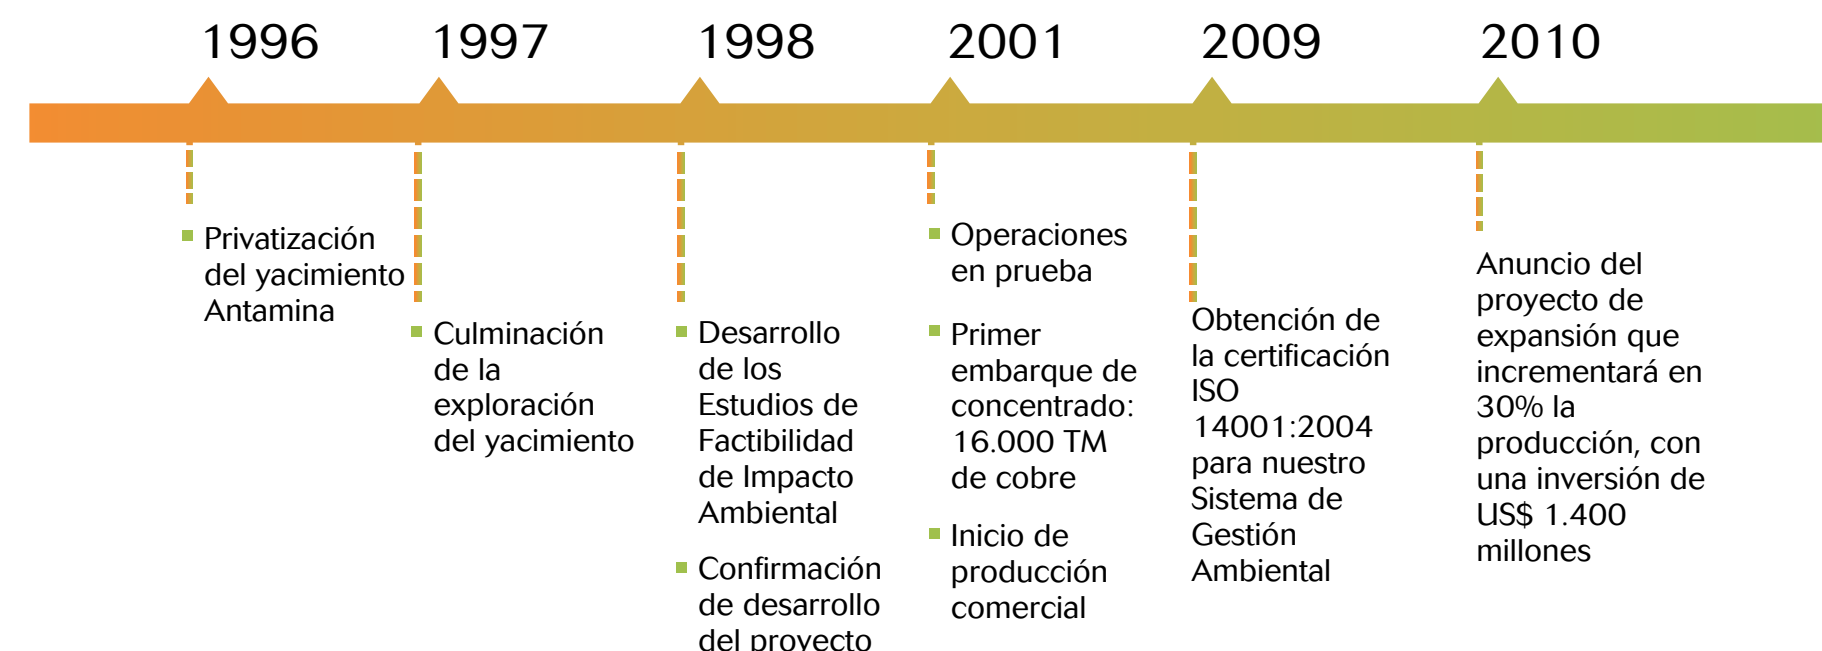 1996
Privatización
del yacimiento
Antamina
1997
Culminación
de la
exploración
del yacimiento
1998
Desarrollo
de los
Estudios de
Factibilidad
de Impacto
Ambiental
Confirmación
de desarrollo
del proyecto
2001
Operaciones
en prueba
Primer
embarque de
concentrado:
16.000 TM
de cobre
Inicio de
producción
comercial
2009
Obtención de
la certificación
ISO
14001:2004
para nuestro
Sistema de
Gestión
Ambiental
2010
Anuncio del
proyecto de
expansión que
incrementará en
30% la
producción, con
una inversión de
US$ 1.400
millones